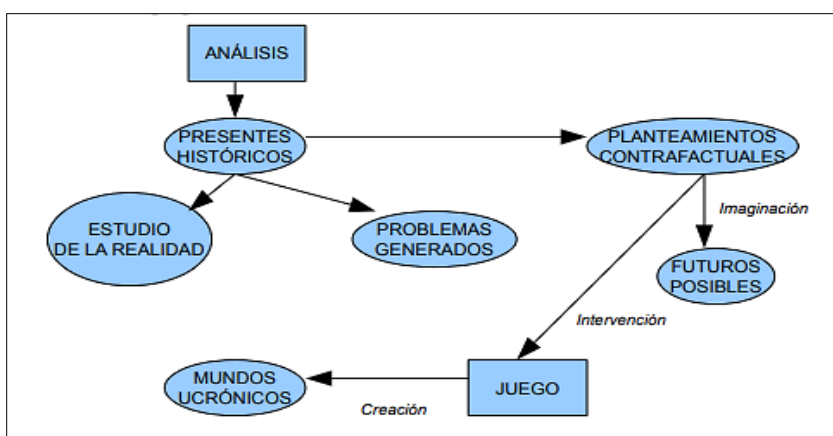 ANÁLISIS
PRESENTES
HISTÓRICOS
PLANTEAMIENTOS
CONTRAFACTUALES
Imaginación
ESTUDIO
DE LA REALIDAD
PROBLEMAS
GENERADOS
FUTUROS
POSIBLES
Intervención
MUNDOS
UCRÓNICOS
JUEGO
Creación